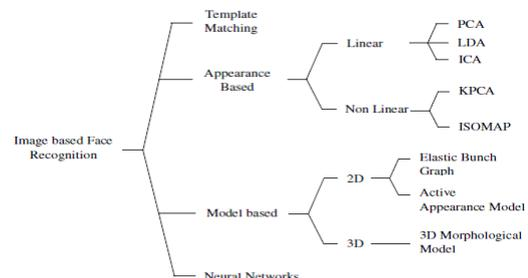 Template
Matching
PCA
Linear
LDA
ICA
Appearance
Based
KPCA
Non Linear
ISOMAP
Image based Face
Recognition
Elastic Bunch
Graph
2D
Active
Appearance Model
Model based
3D
3D Morphological
Model
Neural Networks